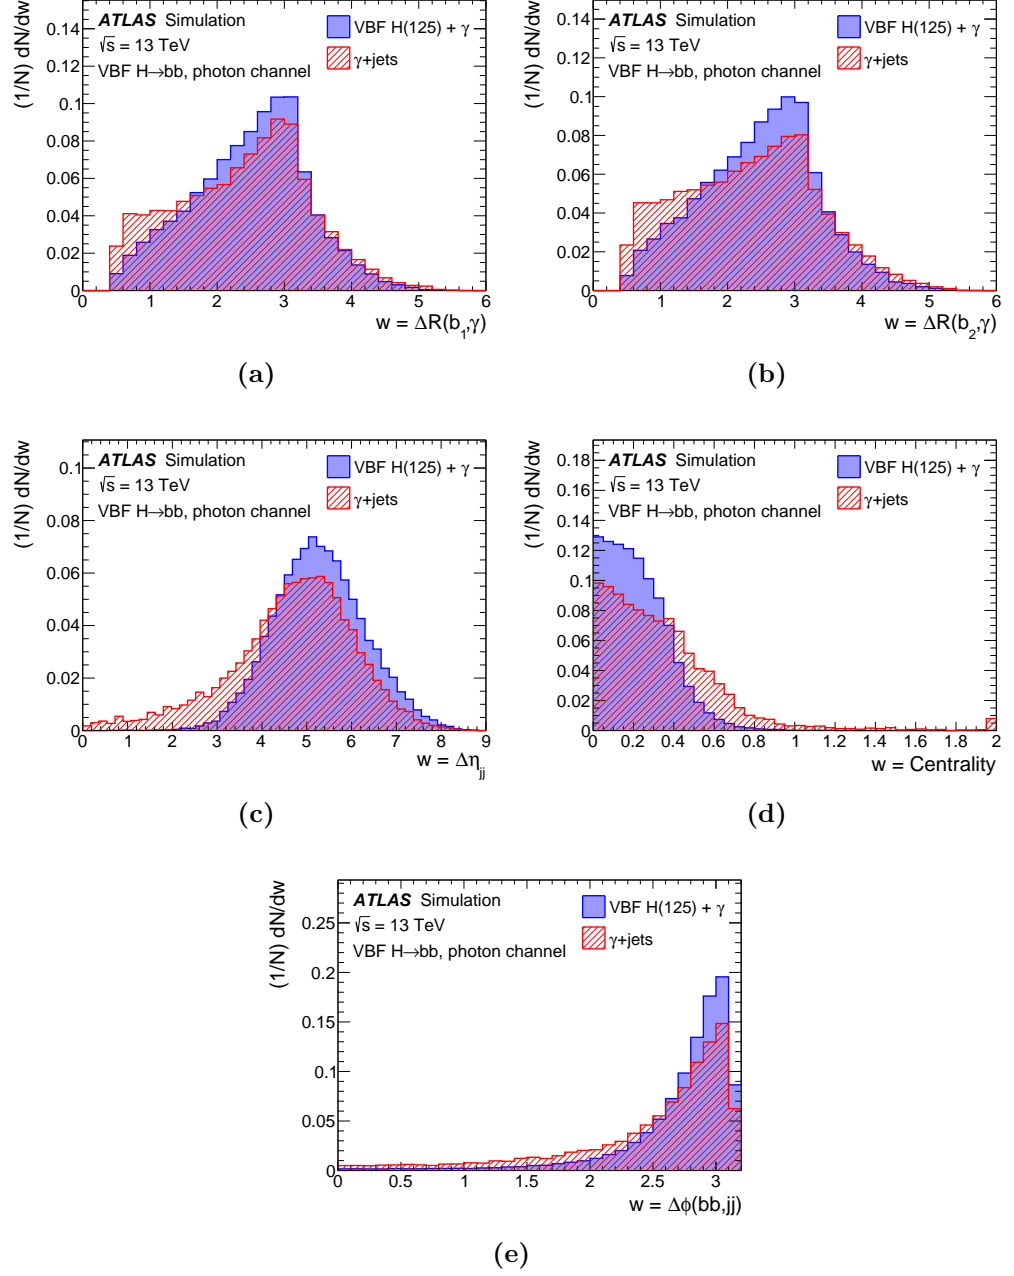 (1/N) dN/dw
0.14
0.12
0.1
0.08
0.06
0.04
0.02
0
ATLAS Simulation
√s = 13 TeV
VBF H→bb, photon channel
VBF H(125) + γ
γ+jets
0 1 2 3 4 5 6
w = ΔR(b₁,γ)
(a)
(1/N) dN/dw
0.14
0.12
0.1
0.08
0.06
0.04
0.02
0
ATLAS Simulation
√s = 13 TeV
VBF H→bb, photon channel
VBF H(125) + γ
γ+jets
0 1 2 3 4 5 6
w = ΔR(b₂,γ)
(b)
(1/N) dN/dw
0.1
0.08
0.06
0.04
0.02
0
ATLAS Simulation
√s = 13 TeV
VBF H→bb, photon channel
VBF H(125) + γ
γ+jets
0 1 2 3 4 5 6 7 8 9
w = Δη_jj
(c)
(1/N) dN/dw
0.18
0.16
0.14
0.12
0.1
0.08
0.06
0.04
0.02
0
ATLAS Simulation
√s = 13 TeV
VBF H→bb, photon channel
VBF H(125) + γ
γ+jets
0 0.2 0.4 0.6 0.8 1 1.2 1.4 1.6 1.8 2
w = Centrality
(d)
(1/N) dN/dw
0.25
0.2
0.15
0.1
0.05
0
ATLAS Simulation
√s = 13 TeV
VBF H→bb, photon channel
VBF H(125) + γ
γ+jets
0 0.5 1 1.5 2 2.5 3
w = Δϕ(bb,jj)
(e)